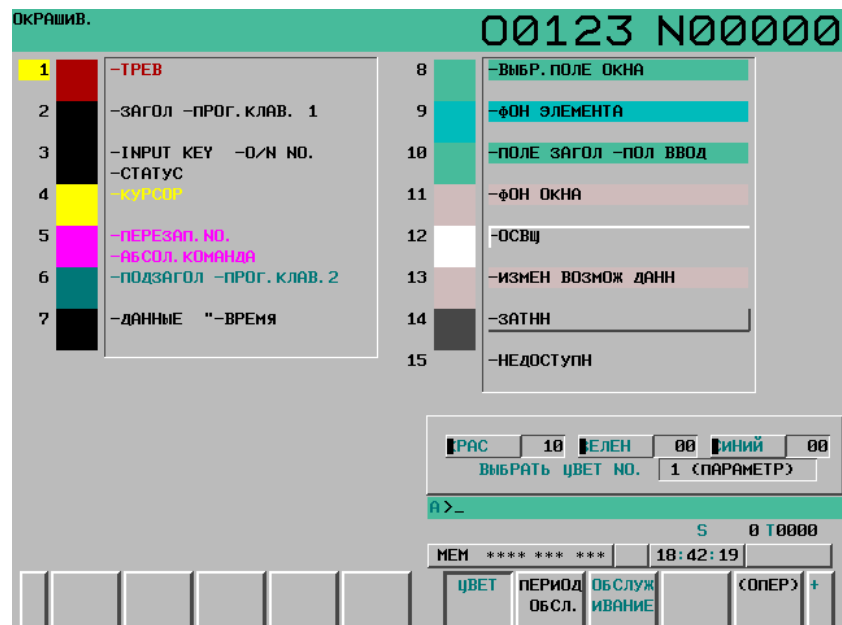 ОКРАШИВ.
O0123 N00000
1 -ТРЕВ
2 -ЗАГОЛ -ПРОГ.КЛАВ. 1
3 -INPUT KEY -O/N NO.
-СТАТУС
4 -КУРСОР
5 -ПЕРЕЗАП.NO.
-АБСОЛ.КОМАНДА
6 -ПОДЗАГОЛ -ПРОГ.КЛАВ.2
7 -ДАННЫЕ "-ВРЕМЯ
8 -ВЫБР.ПОЛЕ ОКНА
9 -ФОН ЭЛЕМЕНТА
10 -ПОЛЕ ЗАГОЛ -ПОЛ ВВОД
11 -ФОН ОКНА
12 -ОСВЩ
13 -ИЗМЕН ВОЗМОЖ ДАНН
14 -ЗАТНН
15 -НЕДОСТУПН
КРАС 10 ЗЕЛЕН 00 СИНИЙ 00
ВЫБРАТЬ ЦВЕТ NO. 1 (ПАРАМЕТР)
A>_
S 0 T0000
MEM **** *** *** 18:42:19
ЦВЕТ ПЕРИОД ОБСЛУЖ (ОПЕР) +
ОБСЛ. ИВАНИЕ